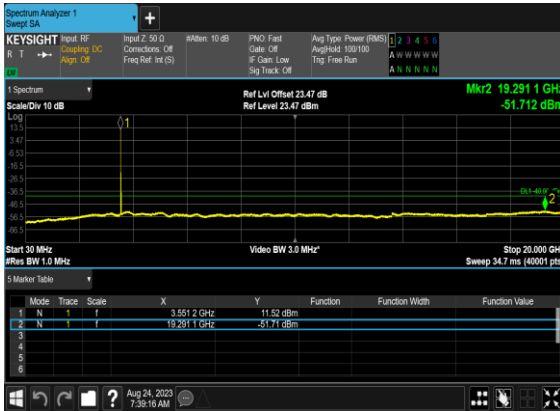 Spectrum Analyzer 1
Swept SA
+
KEYSIGHT Input: RF Input Z: 50 Ω #Atten: 10 dB PNO: Fast Avg Type: Power (RMS) 1 2 3 4 5 6
R T Coupling: DC Corrections: Off Gate: Off Avg|Hold: 100/100 A W W W W W
Align: Off Freq Ref: Int (S) IF Gain: Low Trig: Free Run
Sig Track: Off A N N N N N
1 Spectrum
Scale/Div 10 dB
Ref Lvl Offset 23.47 dB
Ref Level 23.47 dBm
Mkr2 19.291 1 GHz
-51.712 dBm
Log
13.5
3.47
-6.53
-16.5
-26.5
-36.5
-46.5
-56.5
-66.5
1
2
Start 30 MHz Video BW 3.0 MHz* Stop 20.000 GHz
#Res BW 1.0 MHz Sweep 34.7 ms (40001 pts)
5 Marker Table
Mode Trace Scale X Y Function Function Width Function Value
1 N 1 f 3.551 2 GHz 11.52 dBm
2 N 1 f 19.291 1 GHz -51.71 dBm
3
4
5
6
? Aug 24, 2023
7:39:16 AM